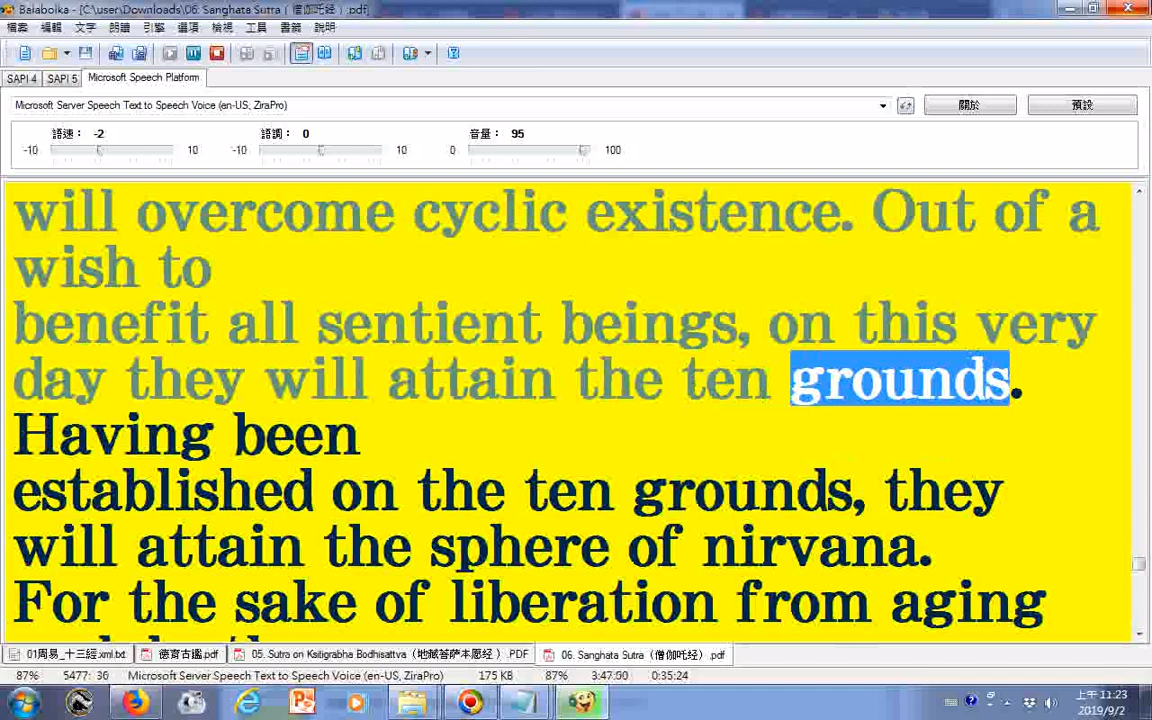 Balabolka - [C:\user\Downloads\06. Sanghata Sutra（僧伽吒经）.pdf]
檔案 編輯 文字 朗讀 引擎 選項 檢視 工具 書籤 說明
SAPI 4 SAPI 5 Microsoft Speech Platform
Microsoft Server Speech Text to Speech Voice (en-US, ZiraPro) 關於 預設
語速： -2 語調： 0 音量： 95
-10 10 -10 10 0 100
will overcome cyclic existence. Out of a
wish to
benefit all sentient beings, on this very
day they will attain the ten grounds.
Having been
established on the ten grounds, they
will attain the sphere of nirvana.
For the sake of liberation from aging
01周易_十三經.xml.txt 德育古鑑.pdf 05. Sutra on Ksitigrabha Bodhisattva（地藏菩萨本愿经）.PDF 06. Sanghata Sutra（僧伽吒经）.pdf
87% 5477: 30 Microsoft Server Speech Text to Speech Voice (en-US, ZiraPro) 175 KB 87% 3:47:00 0:35:24
上午 11:23
2019/9/2